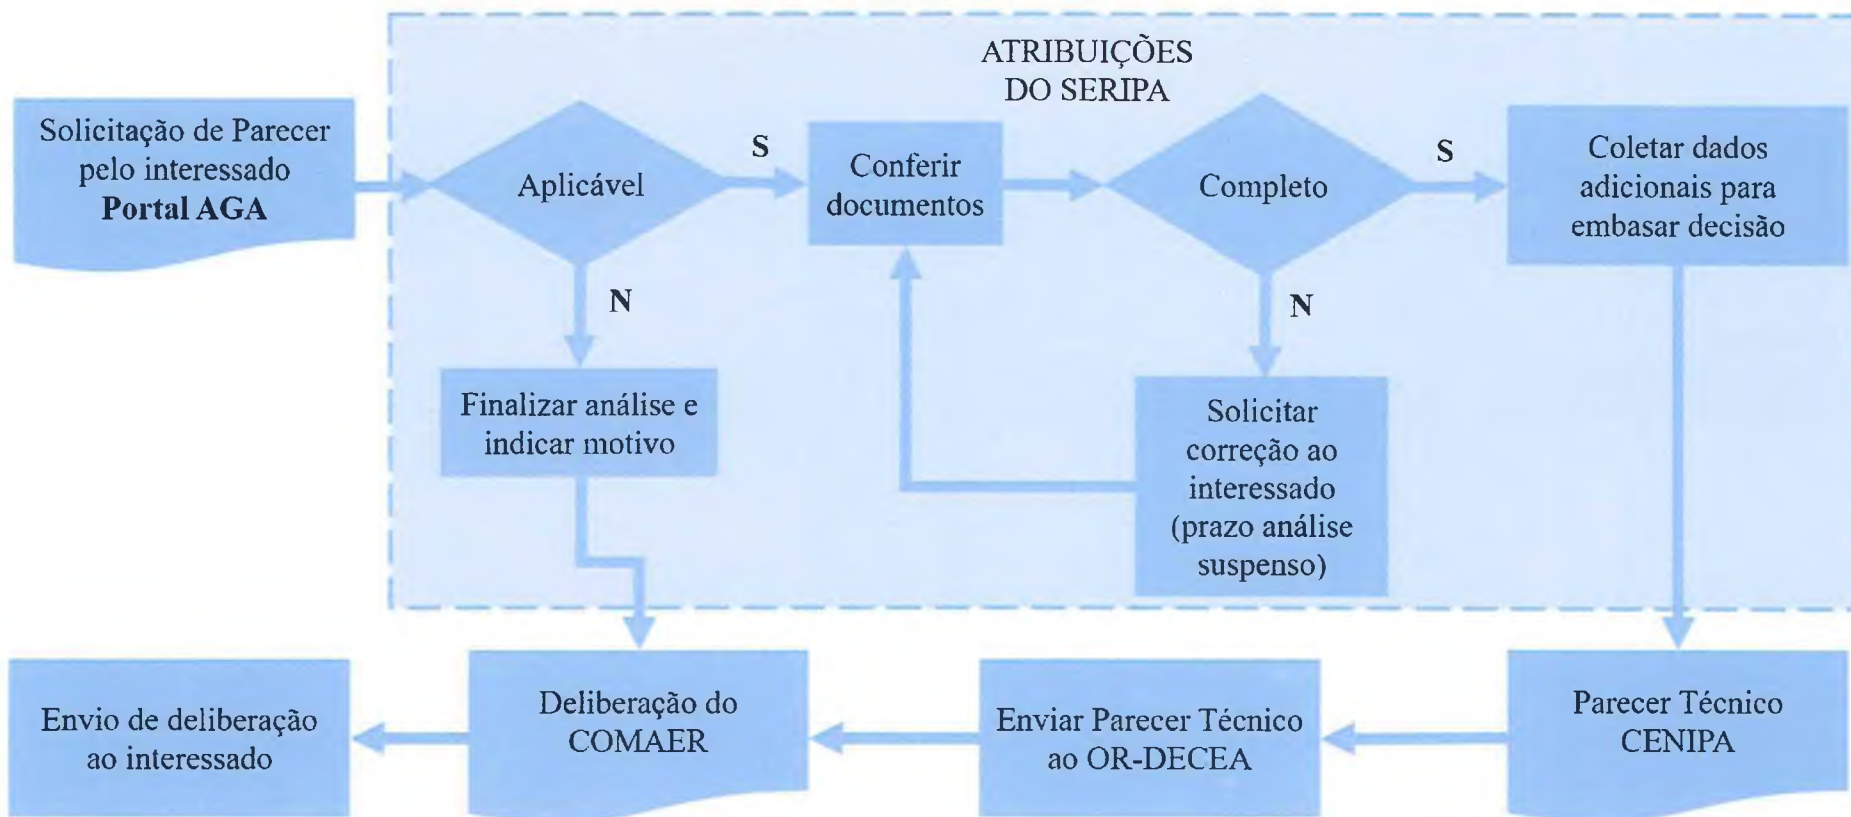 ATRIBUIÇÕES
DO SERIPA
Solicitação de Parecer
pelo interessado
Portal AGA
Aplicável
S
Conferir
documentos
Completo
S
Coletar dados
adicionais para
embasar decisão
N
Finalizar análise e
indicar motivo
N
Solicitar
correção ao
interessado
(prazo análise
suspenso)
Envio de deliberação
ao interessado
Deliberação do
COMAER
Enviar Parecer Técnico
ao OR-DECEA
Parecer Técnico
CENIPA